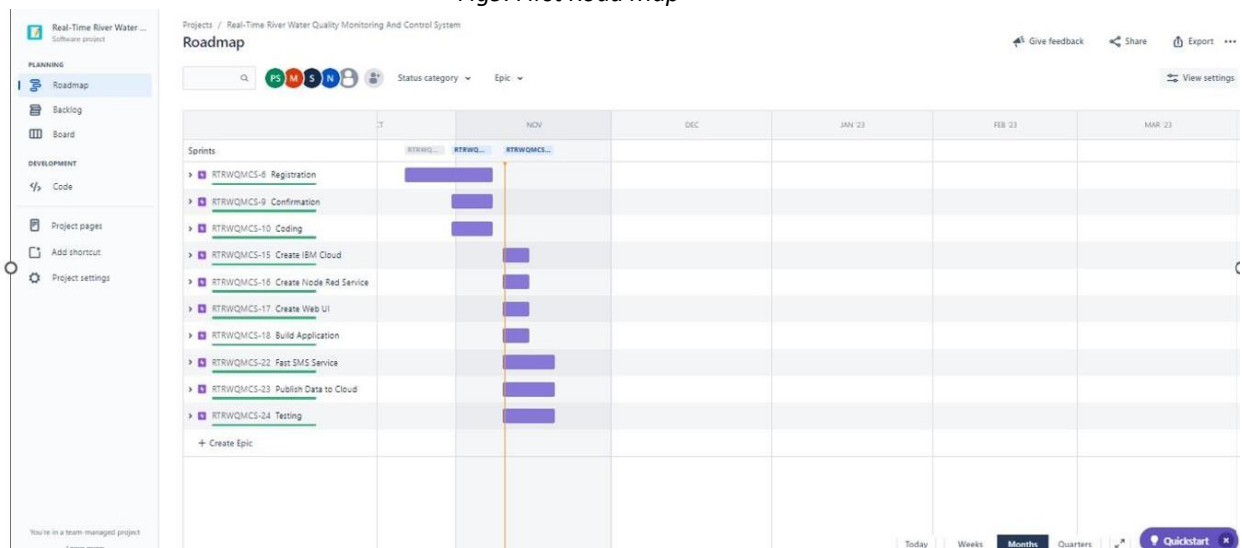 Real-Time River Water ...
Software project
PLANNING
Roadmap
Backlog
Board
DEVELOPMENT
Code
Project pages
Add shortcut
Project settings
You're in a team-managed project
Projects / Real-Time River Water Quality Monitoring And Control System
Roadmap
Give feedback
Share
Export
PS M S N
Status category
Epic
View settings
NOV
DEC
JAN '23
FEB '23
MAR '23
Sprints
RTRWQ...
RTRWQ...
RTRWQMCS...
RTRWQMCS-6 Registration
RTRWQMCS-9 Confirmation
RTRWQMCS-10 Coding
RTRWQMCS-15 Create IBM Cloud
RTRWQMCS-16 Create Node Red Service
RTRWQMCS-17 Create Web UI
RTRWQMCS-18 Build Application
RTRWQMCS-22 Fast SMS Service
RTRWQMCS-23 Publish Data to Cloud
RTRWQMCS-24 Testing
+ Create Epic
Today
Weeks
Months
Quarters
Quickstart